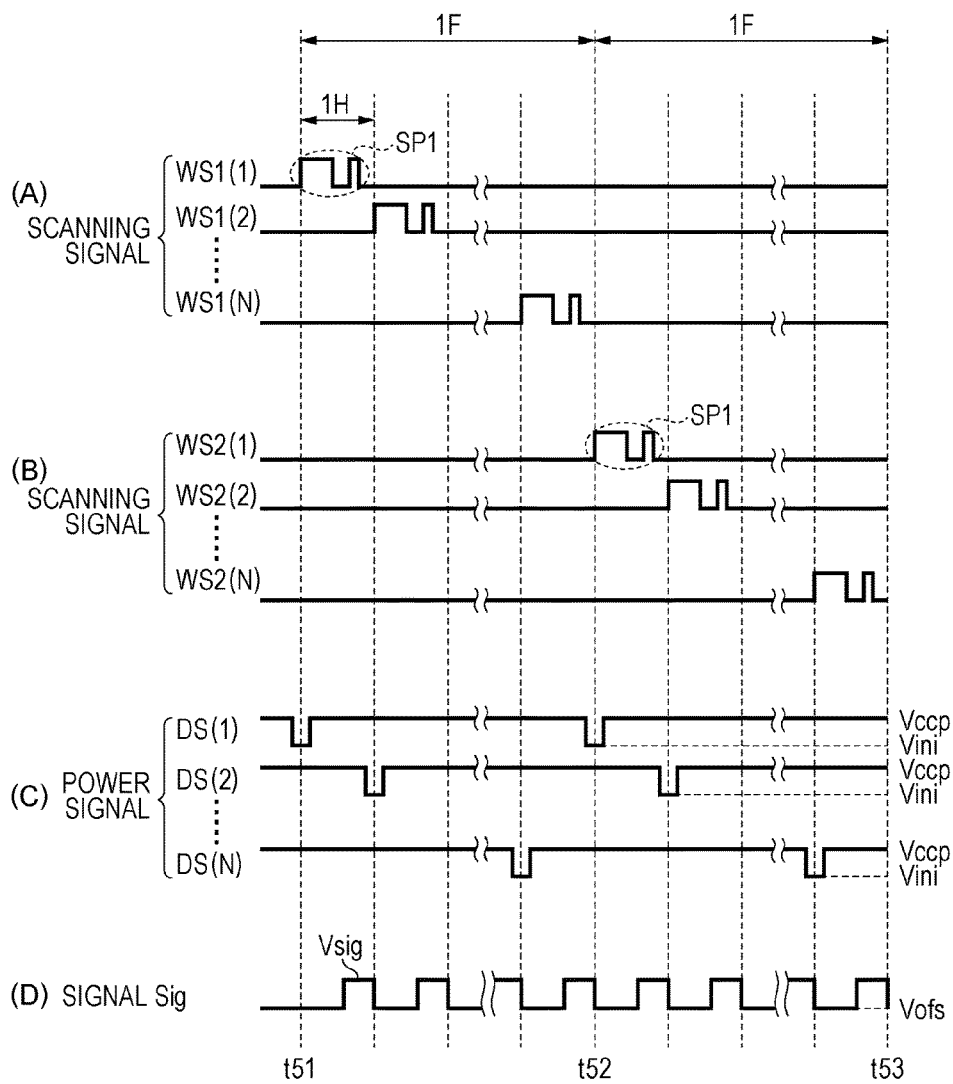 1F 1F
1H
SP1
(A) SCANNING SIGNAL
WS1(1)
WS1(2)
WS1(N)
SP1
(B) SCANNING SIGNAL
WS2(1)
WS2(2)
WS2(N)
(C) POWER SIGNAL
DS(1) Vccp
Vini
DS(2) Vccp
Vini
DS(N) Vccp
Vini
Vsig
(D) SIGNAL Sig Vofs
t51 t52 t53